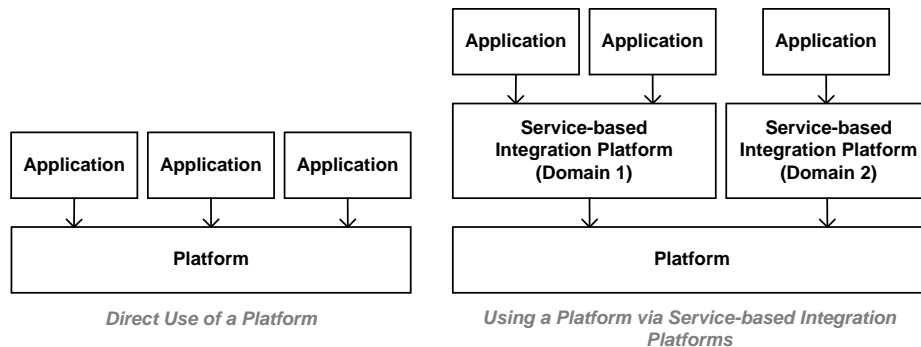 Application
Application
Application
Platform
Direct Use of a Platform
Application
Application
Application
Service-based
Integration Platform
(Domain 1)
Service-based
Integration Platform
(Domain 2)
Platform
Using a Platform via Service-based Integration
Platforms